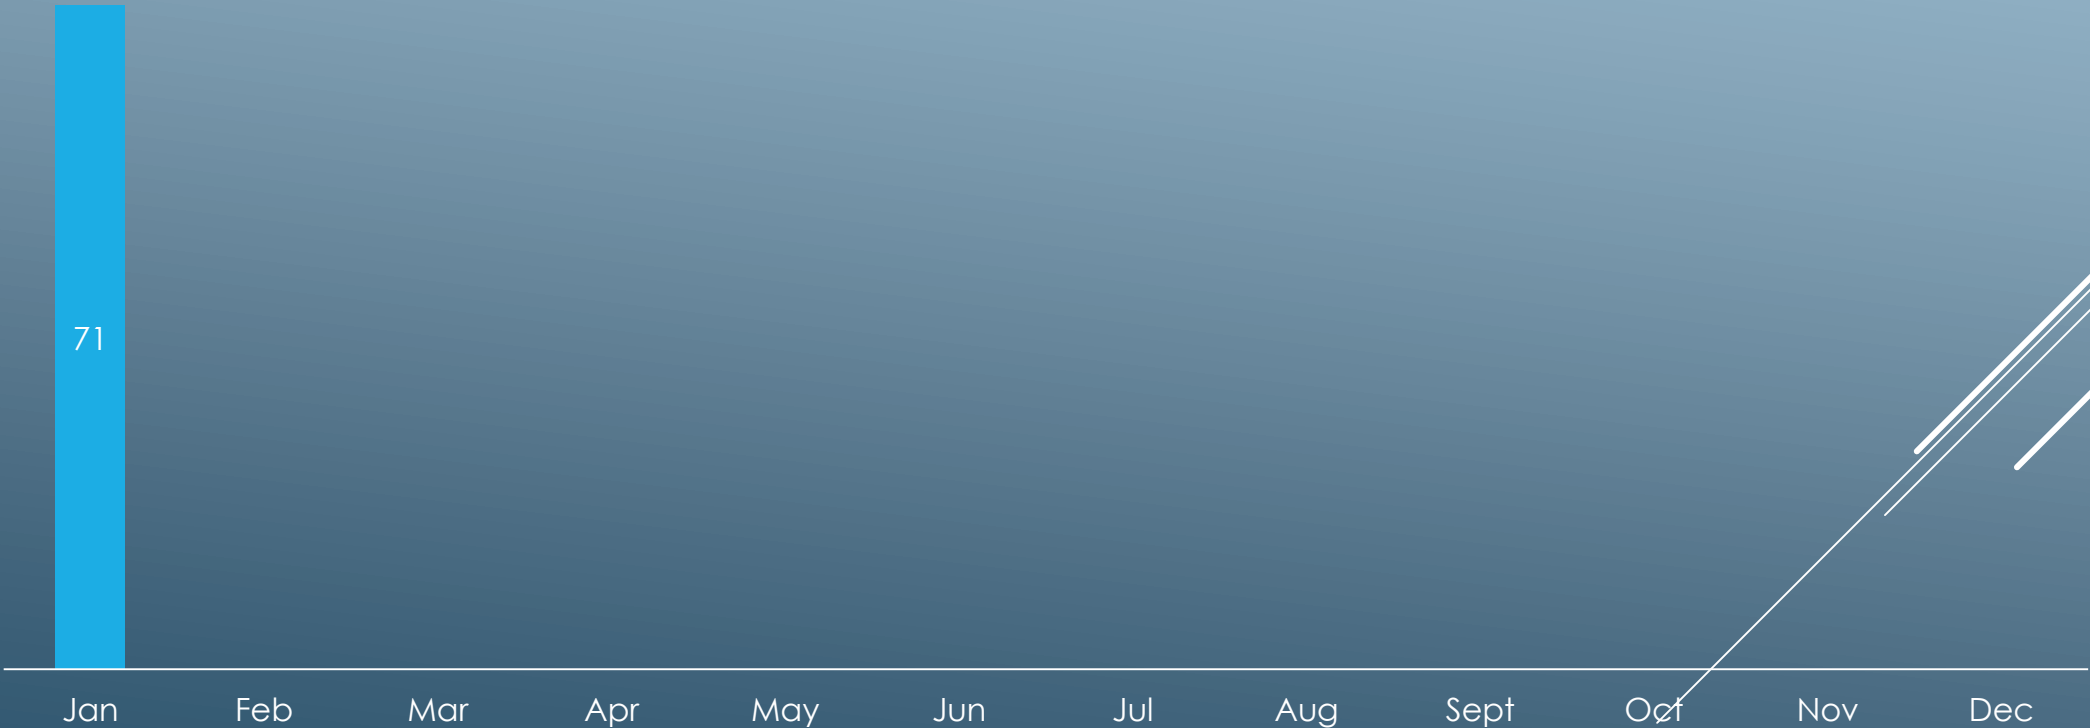 71
Jan Feb Mar Apr May Jun Jul Aug Sept Oct Nov Dec